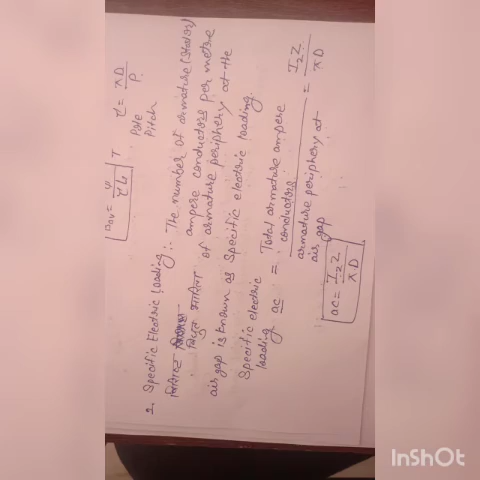 Bav = φ / τL T τ = πD / P
Pole Pitch
2. Specific Electric Loading :- The number of armature (stator)
विशिष्ट विद्युत भारिता ampere conductors per metre
of armature periphery at the
air gap is known as Specific electric loading.
Specific electric loading, ac = Total armature ampere conductors / armature periphery at air gap = IzZ / πD
ac = IzZ / πD
InShOt